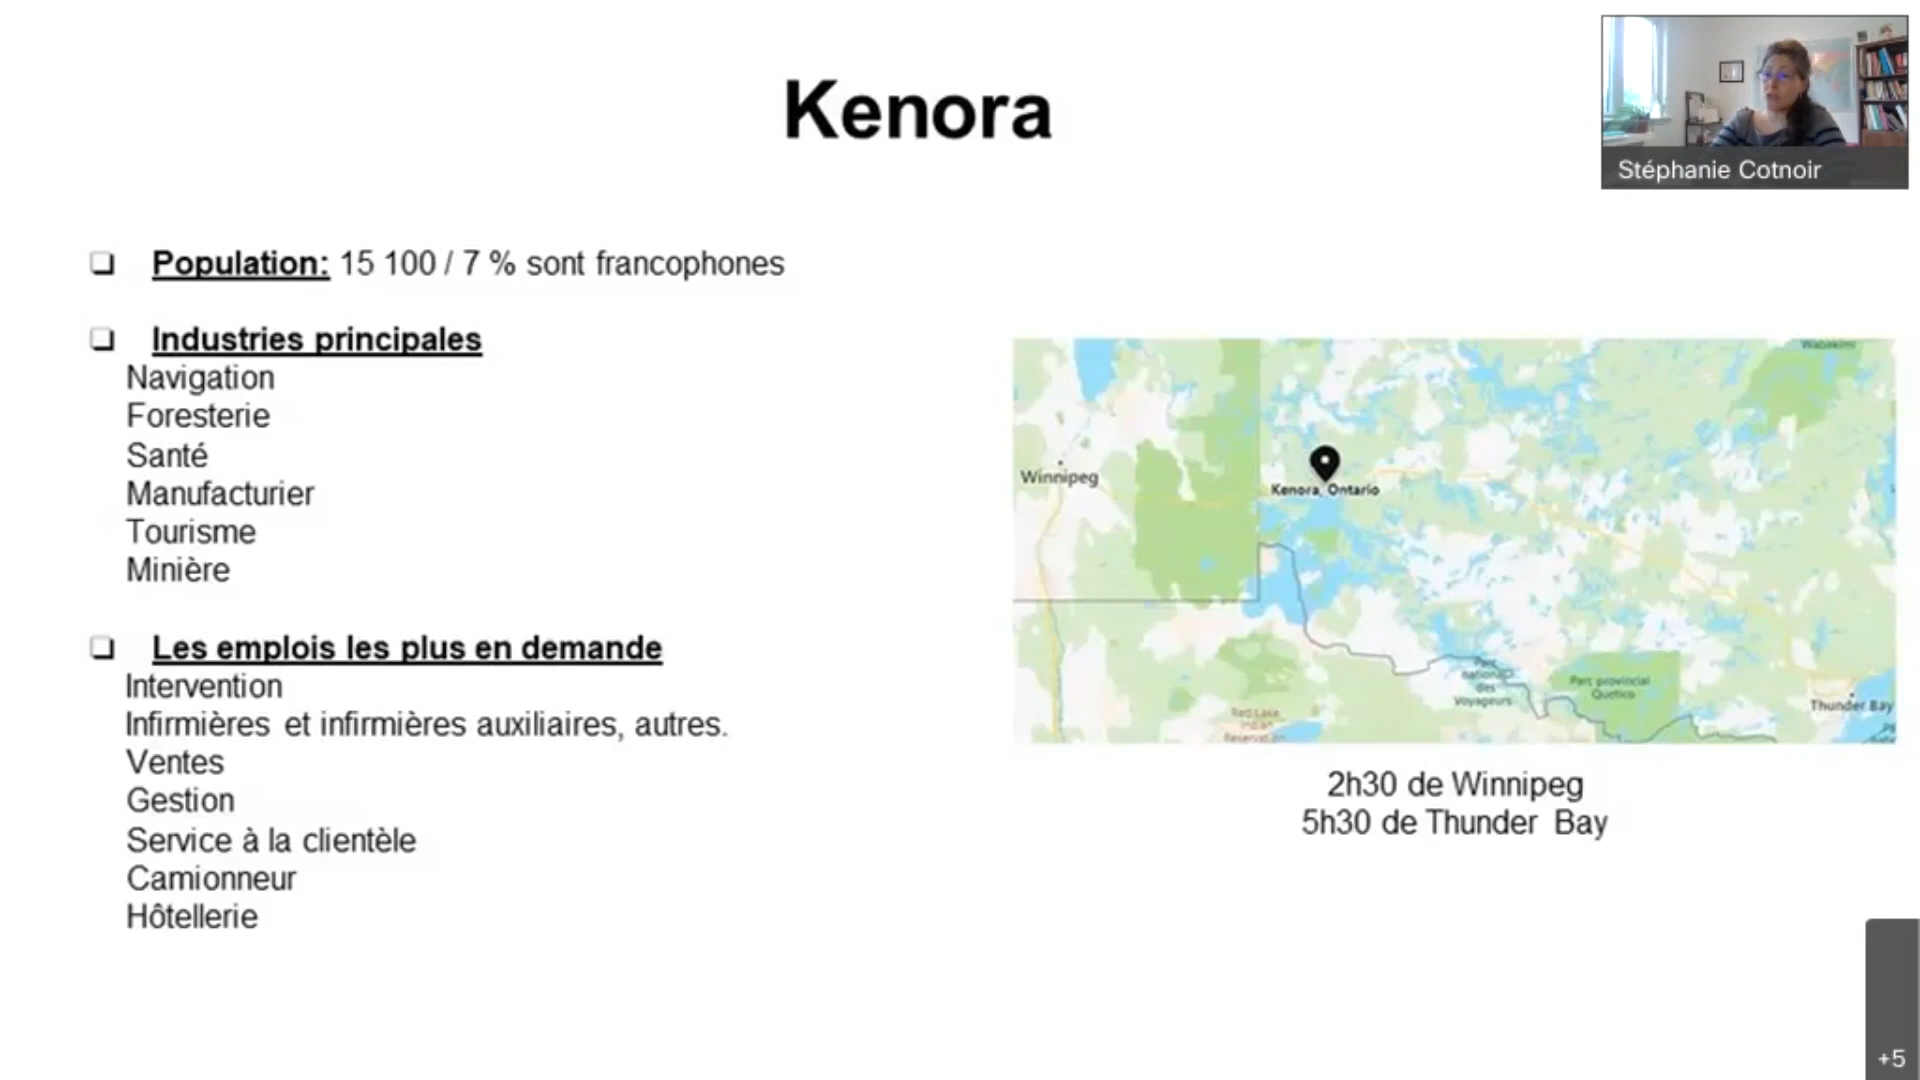 Kenora
Stéphanie Cotnoir
Population: 15 100 / 7 % sont francophones
Industries principales
Navigation
Foresterie
Santé
Manufacturier
Tourisme
Minière
Les emplois les plus en demande
Intervention
Infirmières et infirmières auxiliaires, autres.
Ventes
Gestion
Service à la clientèle
Camionneur
Hôtellerie
Wabakimi
Winnipeg
Kenora, Ontario
Parc
national
des
Voyageurs
Parc provincial
Quetico
Thunder Bay
Red Lake
Indian
Reservation
2h30 de Winnipeg
5h30 de Thunder Bay
+5